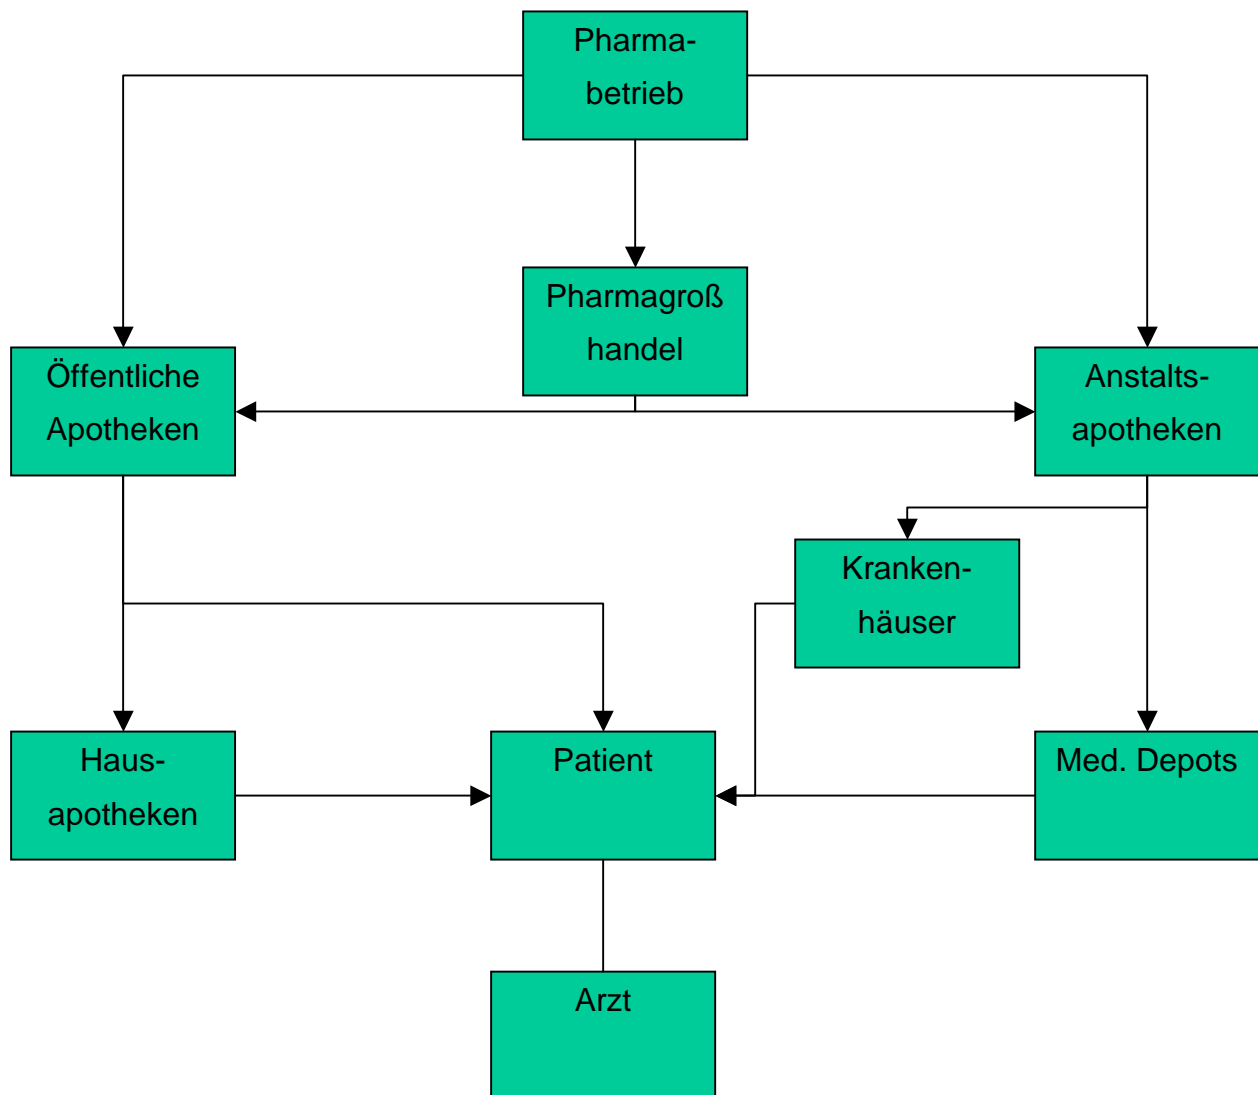 Pharma-
betrieb
Pharmagroß
handel
Öffentliche
Apotheken
Anstalts-
apotheken
Kranken-
häuser
Haus-
apotheken
Patient
Med. Depots
Arzt